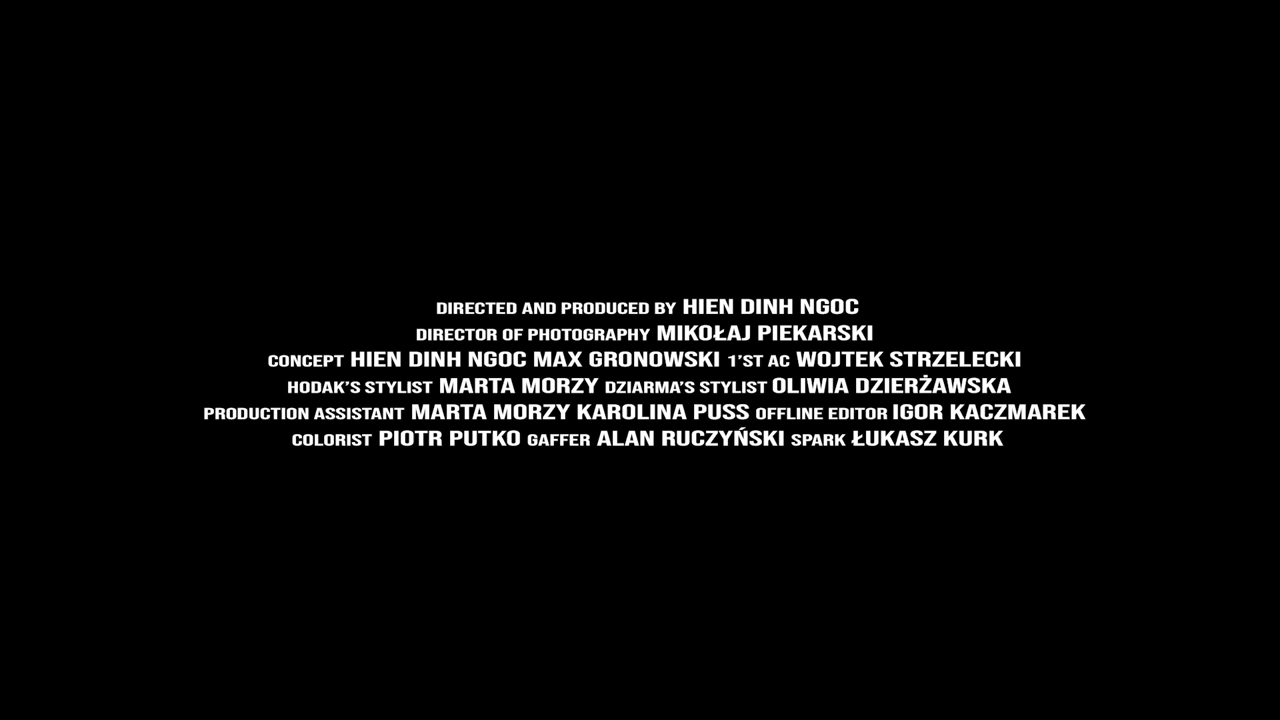 DIRECTED AND PRODUCED BY HIEN DINH NGOC
DIRECTOR OF PHOTOGRAPHY MIKOŁAJ PIEKARSKI
CONCEPT HIEN DINH NGOC MAX GRONOWSKI 1'ST AC WOJTEK STRZELECKI
HODAK'S STYLIST MARTA MORZY DZIARMA'S STYLIST OLIWIA DZIERŻAWSKA
PRODUCTION ASSISTANT MARTA MORZY KAROLINA PUSS OFFLINE EDITOR IGOR KACZMAREK
COLORIST PIOTR PUTKO GAFFER ALAN RUCZYŃSKI SPARK ŁUKASZ KURK